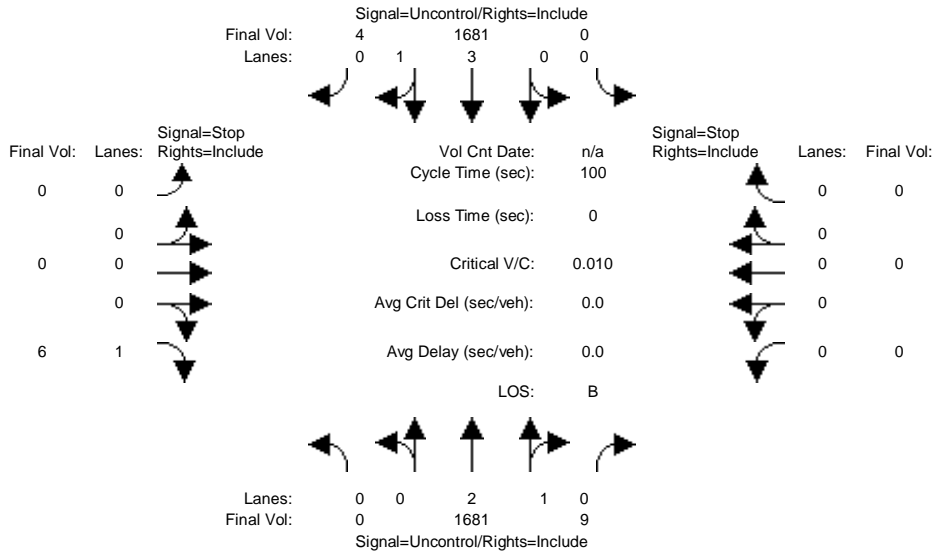 Signal=Uncontrol/Rights=Include
Final Vol: 4 1681 0
Lanes: 0 1 3 0 0
Signal=Stop Signal=Stop
Final Vol: Lanes: Rights=Include Vol Cnt Date: n/a Rights=Include Lanes: Final Vol:
Cycle Time (sec): 100
0 0 0 0
Loss Time (sec): 0
0 0
0 0 Critical V/C: 0.010 0 0
0 Avg Crit Del (sec/veh): 0.0 0
6 1 Avg Delay (sec/veh): 0.0 0 0
LOS: B
Lanes: 0 0 2 1 0
Final Vol: 0 1681 9
Signal=Uncontrol/Rights=Include